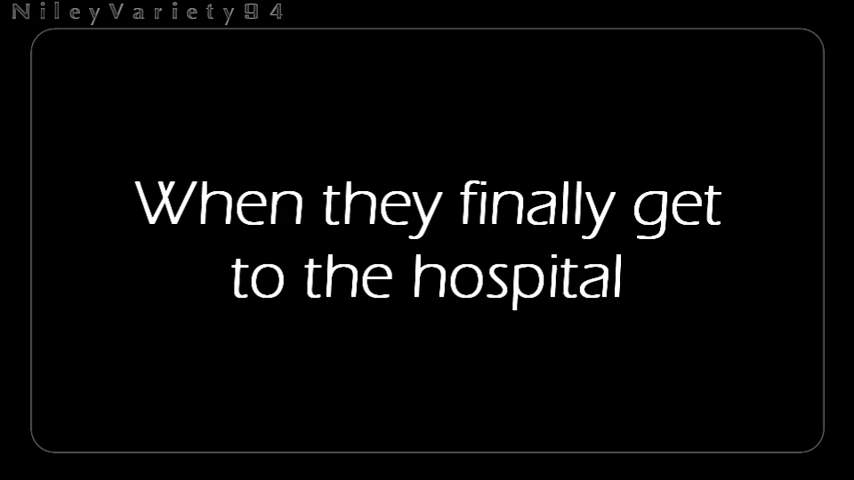 NileyVariety94
When they finally get
to the hospital